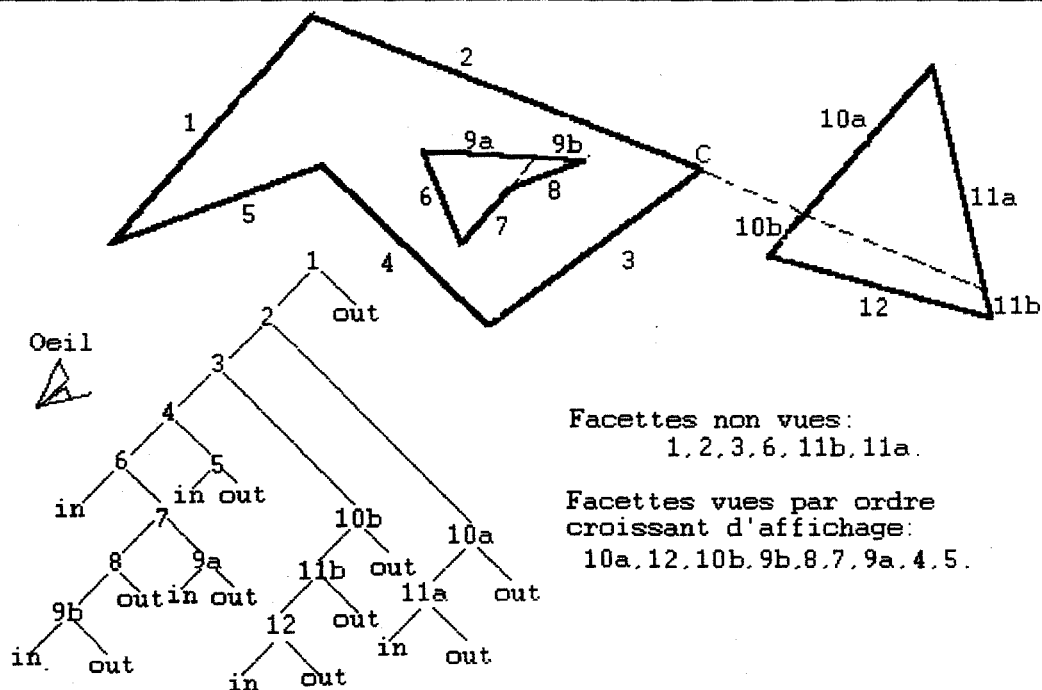 2
1
10a
9a
9b
C
6
8
11a
5
7
10b
4
3
12
11b
1
out
2
Oeil
3
4
6
5
in
in out
7
10b
10a
8
9a
11b
out
out
in
out
out
11a
out
9b
12
in
out
in
out
in
out
Facettes non vues:
1,2,3,6,11b,11a.
Facettes vues par ordre
croissant d'affichage:
10a,12,10b,9b,8,7,9a,4,5.